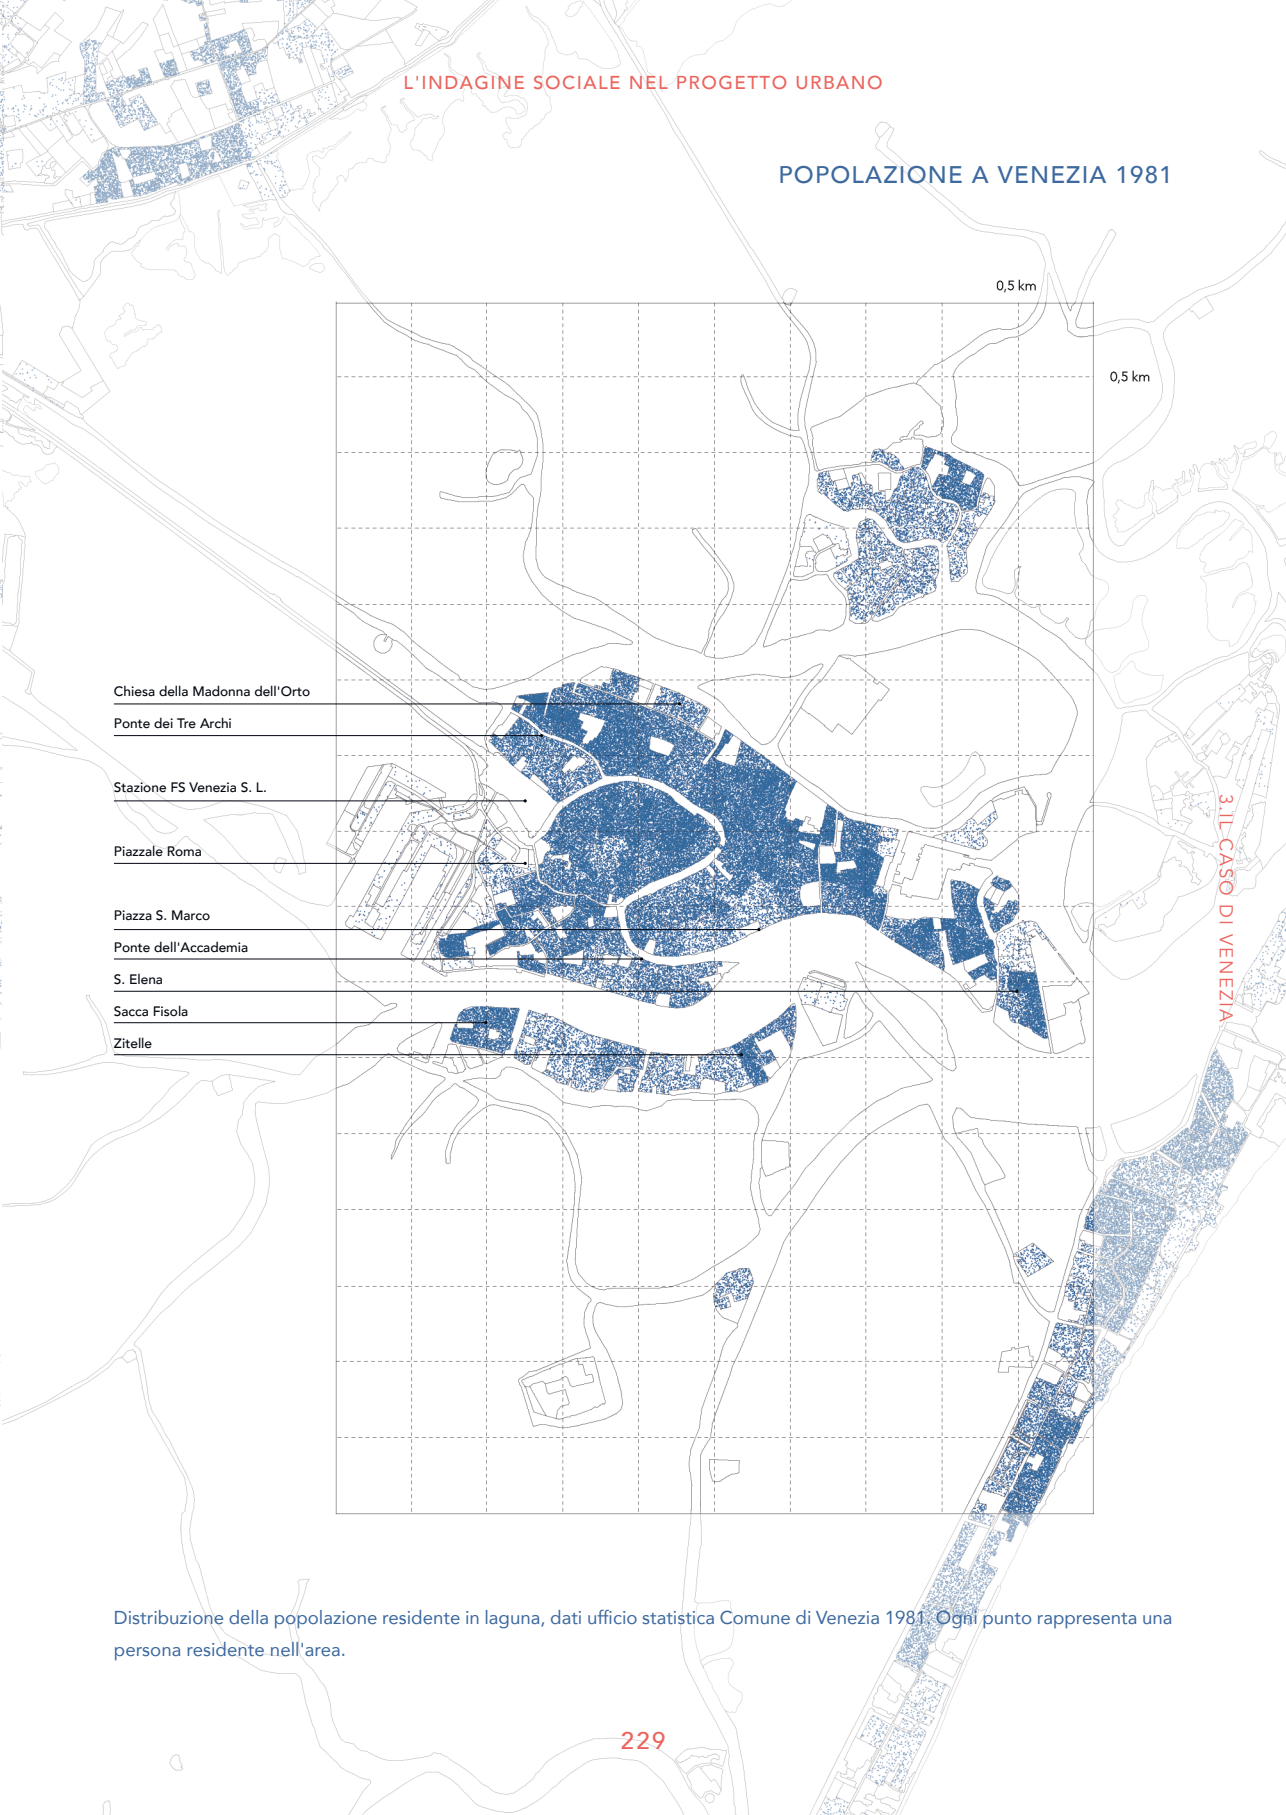 L'INDAGINE SOCIALE NEL PROGETTO URBANO
POPOLAZIONE A VENEZIA 1981
0,5 km
0,5 km
Chiesa della Madonna dell'Orto
Ponte dei Tre Archi
Stazione FS Venezia S. L.
Piazzale Roma
Piazza S. Marco
Ponte dell'Accademia
S. Elena
Sacca Fisola
Zitelle
3.IL CASO DI VENEZIA
Distribuzione della popolazione residente in laguna, dati ufficio statistica Comune di Venezia 1981. Ogni punto rappresenta una
persona residente nell'area.
229